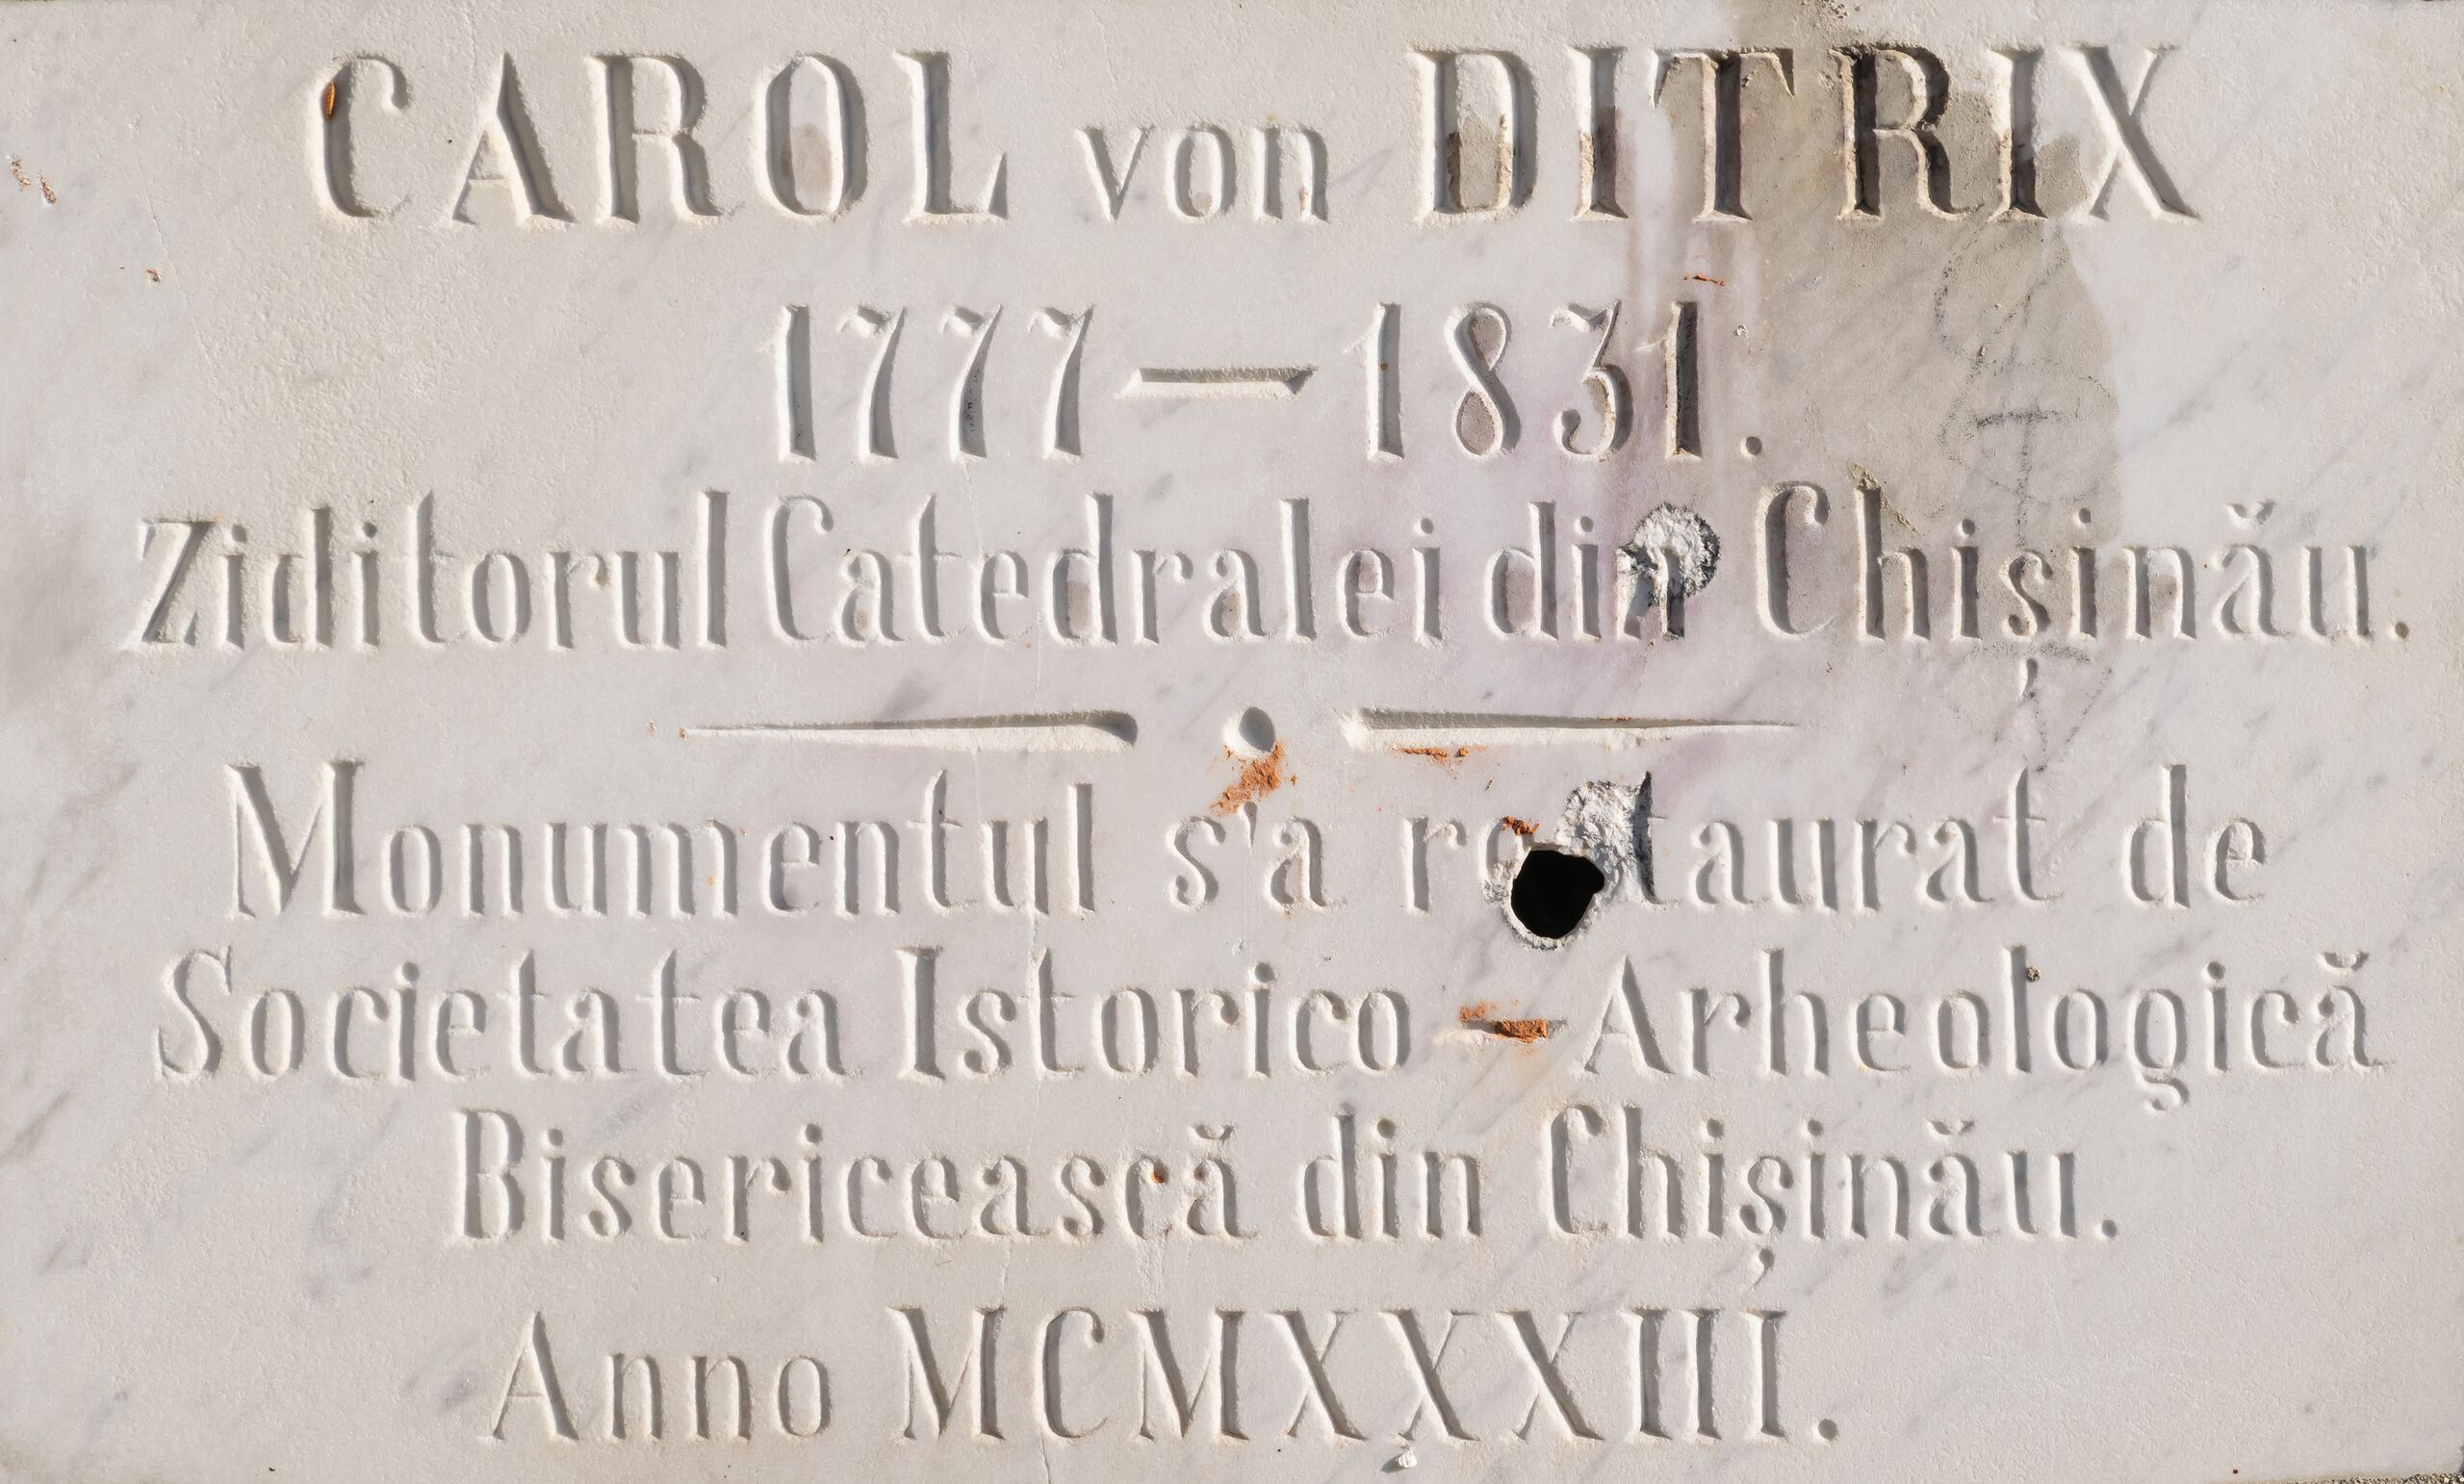 CAROL von DITRIX
1777 — 1831.
Ziditorul Catedralei din Chișinău.
Monumentul s'a restaurat de
Societatea Istorico - Arheologică
Bisericească din Chișinău.
Anno MCMXXXIII.